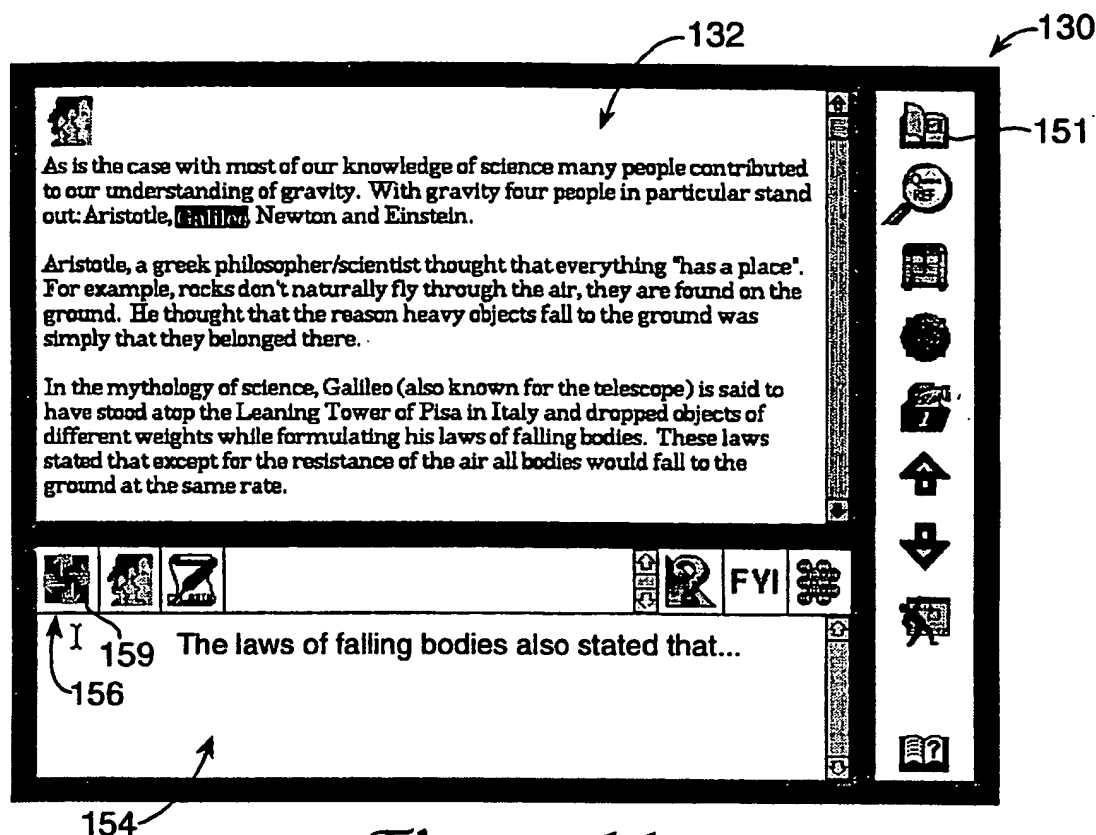 132
130
151
As is the case with most of our knowledge of science many people contributed
to our understanding of gravity. With gravity four people in particular stand
out: Aristotle, Galileo, Newton and Einstein.
REF.
Aristotle, a greek philosopher/scientist thought that everything "has a place".
For example, rocks don't naturally fly through the air, they are found on the
ground. He thought that the reason heavy objects fall to the ground was
simply that they belonged there.
In the mythology of science, Galileo (also known for the telescope) is said to
have stood atop the Leaning Tower of Pisa in Italy and dropped objects of
different weights while formulating his laws of falling bodies. These laws
stated that except for the resistance of the air all bodies would fall to the
ground at the same rate.
1
R FYI
159 The laws of falling bodies also stated that...
156
?
154